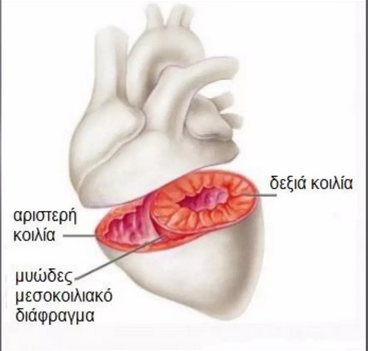 δεξιά κοιλία
αριστερή
κοιλία
μυώδες
μεσοκοιλιακό
διάφραγμα